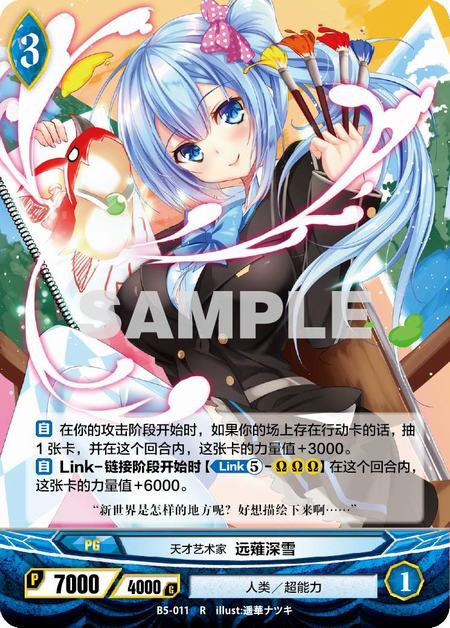 3
SAMPLE
自 在你的攻击阶段开始时，如果你的场上存在行动卡的话，抽
1张卡，并在这个回合内，这张卡的力量值+3000。
自 Link-链接阶段开始时【Link5-ΩΩΩ】在这个回合内，
这张卡的力量值+6000。
“新世界是怎样的地方呢？好想描绘下来啊……”
PG 天才艺术家 远薙深雪
P 7000 / 4000 G 人类／超能力 1
B5-011 R illust:遥華ナツキ